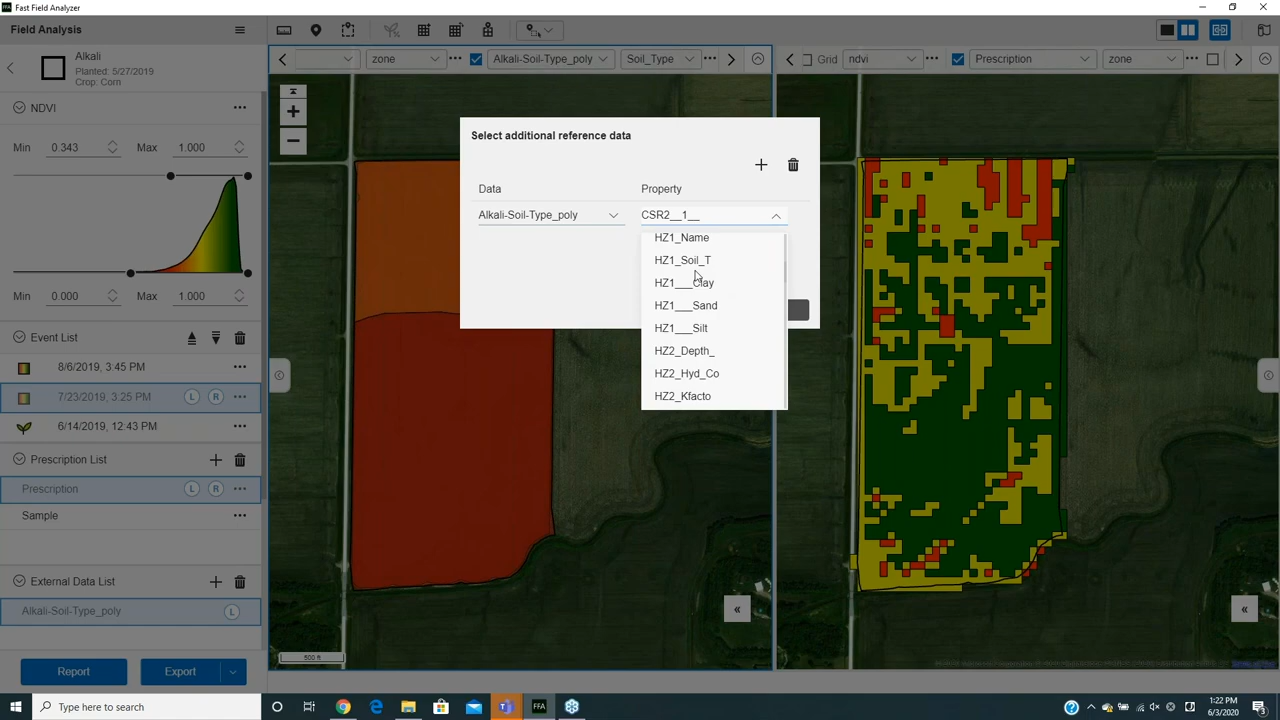 Fast Field Analyzer
Field Analysis
Alkali
Planted: 5/27/2019
Crop: Corn
NDVI
Min 0.343 Max 1.000
Min 0.000 Max 1.000
Event List
8/6/2019, 3:45 PM
7/23/2019, 3.25 PM L R
6/14/2019, 12:43 PM
Prescription List
Prescription L R
Sample
External Data List
Alkali-Soil-Type_poly L
Report Export
zone Alkali-Soil-Type_poly Soil_Type
Grid ndvi Prescription zone
Select additional reference data
Data Property
Alkali-Soil-Type_poly CSR2__1__
HZ1_Name
HZ1_Soil_T
HZ1___Clay
HZ1___Sand
HZ1___Silt
HZ2_Depth_
HZ2_Hyd_Co
HZ2_Kfacto
500 ft
Type here to search
FFA
1:22 PM
6/3/2020